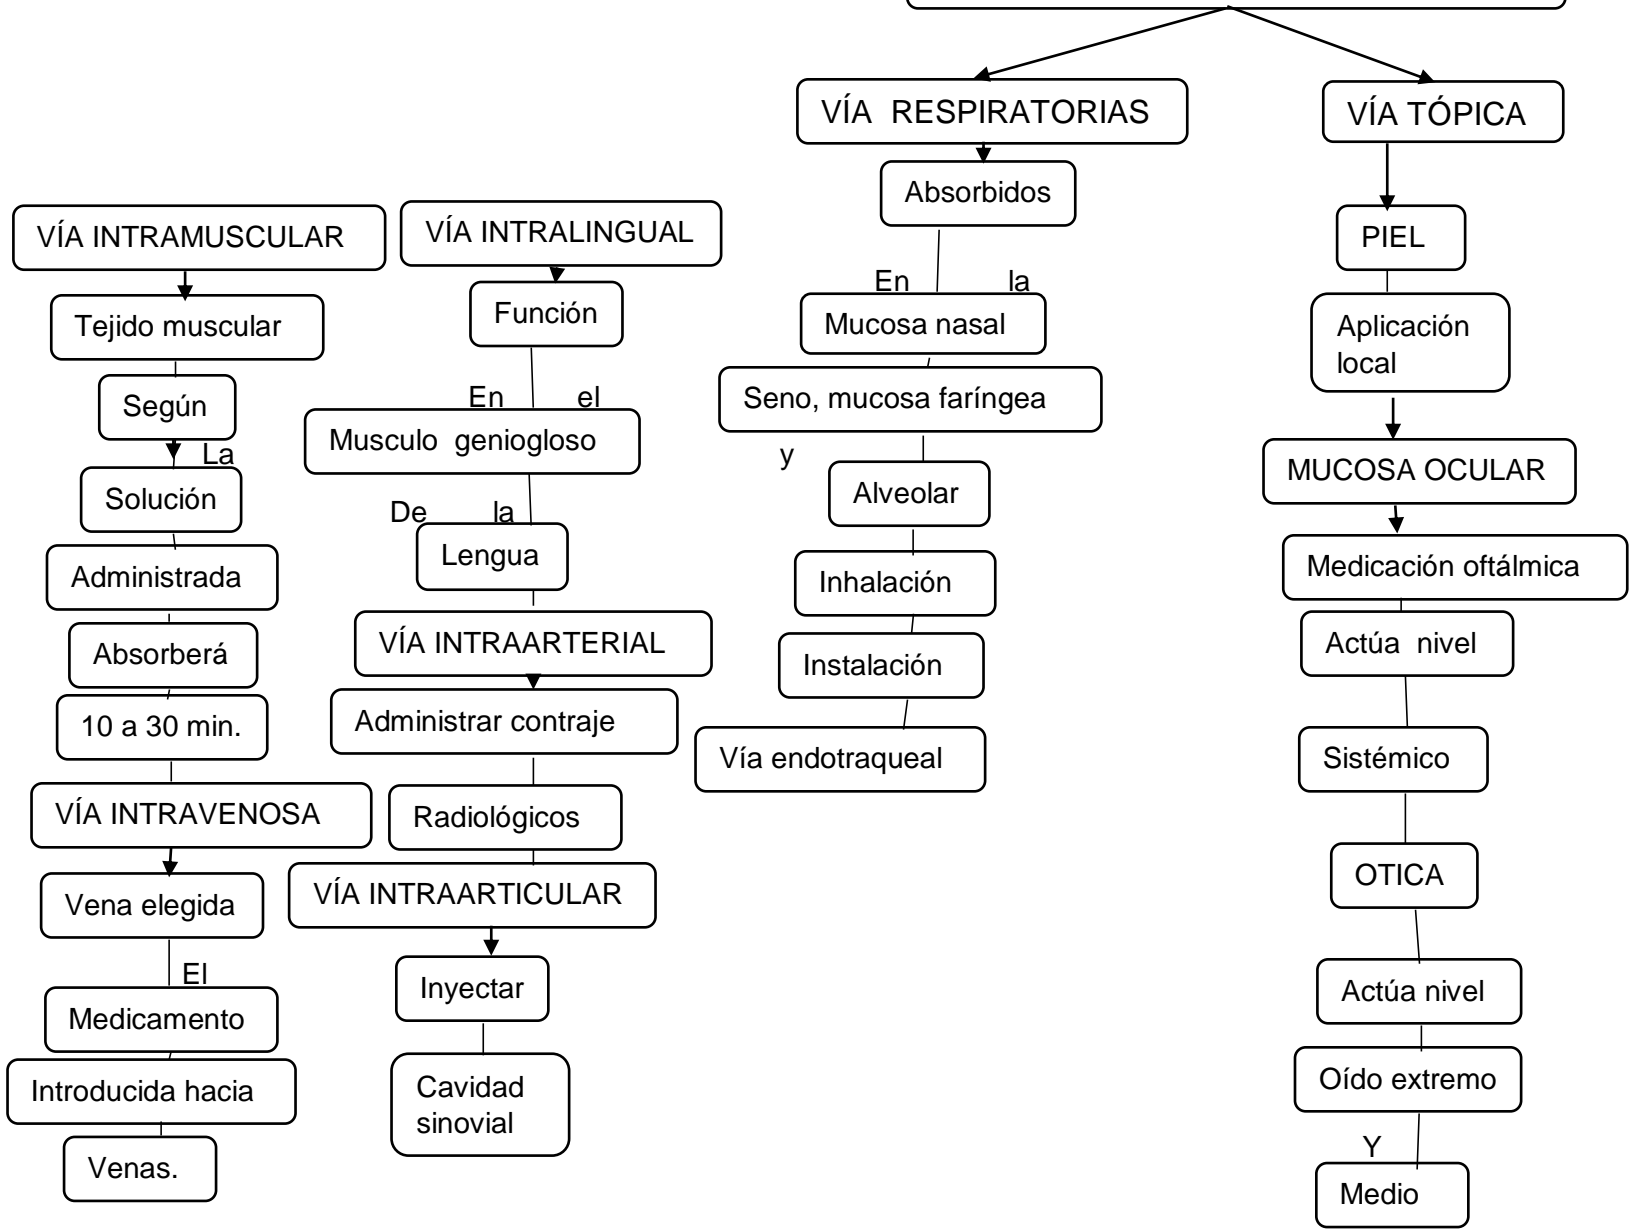 VÍA INTRAMUSCULAR
Tejido muscular
Según
La
Solución
Administrada
Absorberá
10 a 30 min.
VÍA INTRAVENOSA
Vena elegida
El
Medicamento
Introducida hacia
Venas.
VÍA INTRALINGUAL
Función
En el
Musculo geniogloso
De la
Lengua
VÍA INTRAARTERIAL
Administrar contraje
Radiológicos
VÍA INTRAARTICULAR
Inyectar
Cavidad
sinovial
VÍA RESPIRATORIAS
Absorbidos
En la
Mucosa nasal
Seno, mucosa faríngea
y
Alveolar
Inhalación
Instalación
Vía endotraqueal
VÍA TÓPICA
PIEL
Aplicación
local
MUCOSA OCULAR
Medicación oftálmica
Actúa nivel
Sistémico
OTICA
Actúa nivel
Oído extremo
Y
Medio